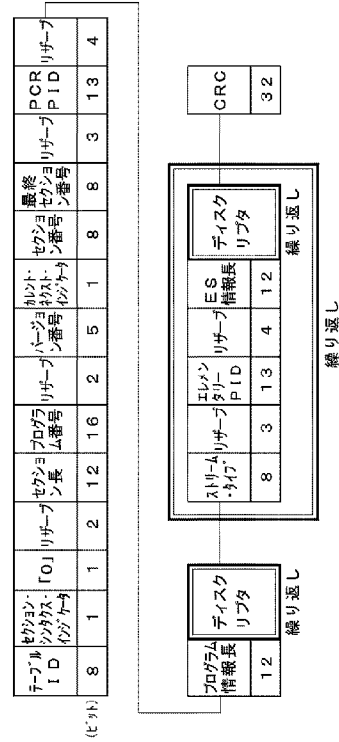 テーブルID
セクション・シンタクス・インジケータ
「0」
リザーブ
セクション長
プログラム番号
リザーブ
バージョン番号
カレント・ネクスト・インジケータ
セクション番号
最終セクション番号
リザーブ
PCR PID
リザーブ
(ビット)
8
1
1
2
12
16
2
5
1
8
8
3
13
4
プログラム情報長
ディスクリプタ
ストリーム・タイプ
リザーブ
エレメンタリーPID
リザーブ
ES情報長
ディスクリプタ
CRC
12
8
3
13
4
12
32
繰り返し
繰り返し
繰り返し